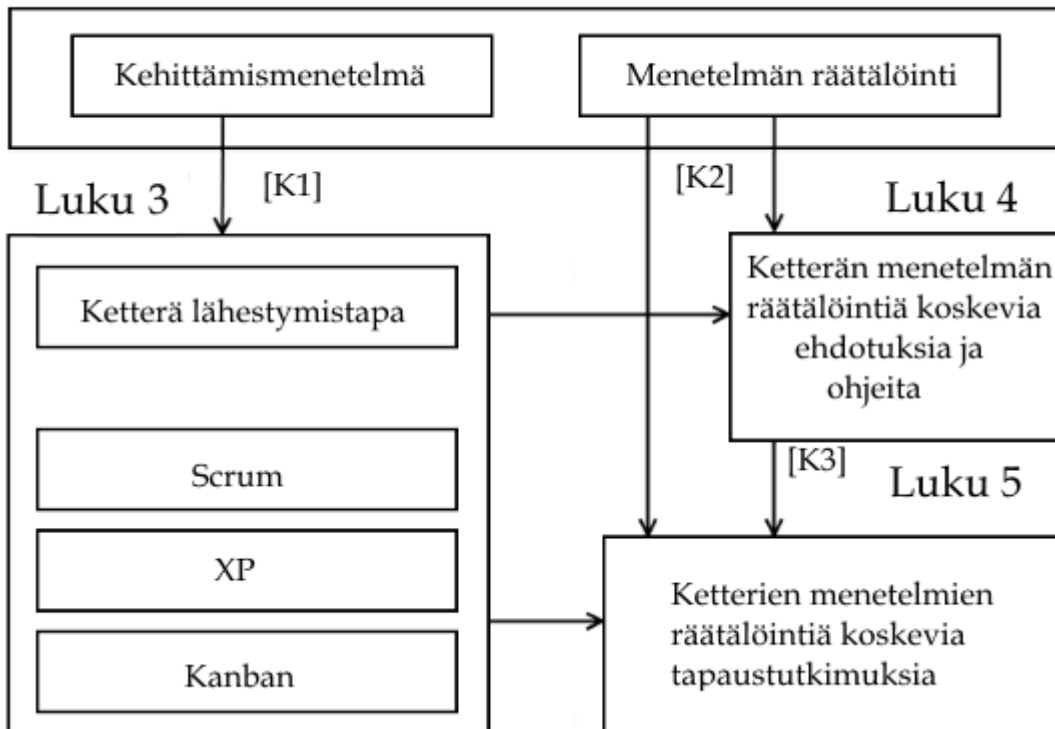 Kehittämismenetelmä
Menetelmän räätälöinti
[K1]
[K2]
Luku 3
Luku 4
Ketterä lähestymistapa
Ketterän menetelmän
räätälöintiä koskevia
ehdotuksia ja
ohjeita
Scrum
[K3]
Luku 5
XP
Ketterien menetelmien
räätälöintiä koskevia
tapaustutkimuksia
Kanban